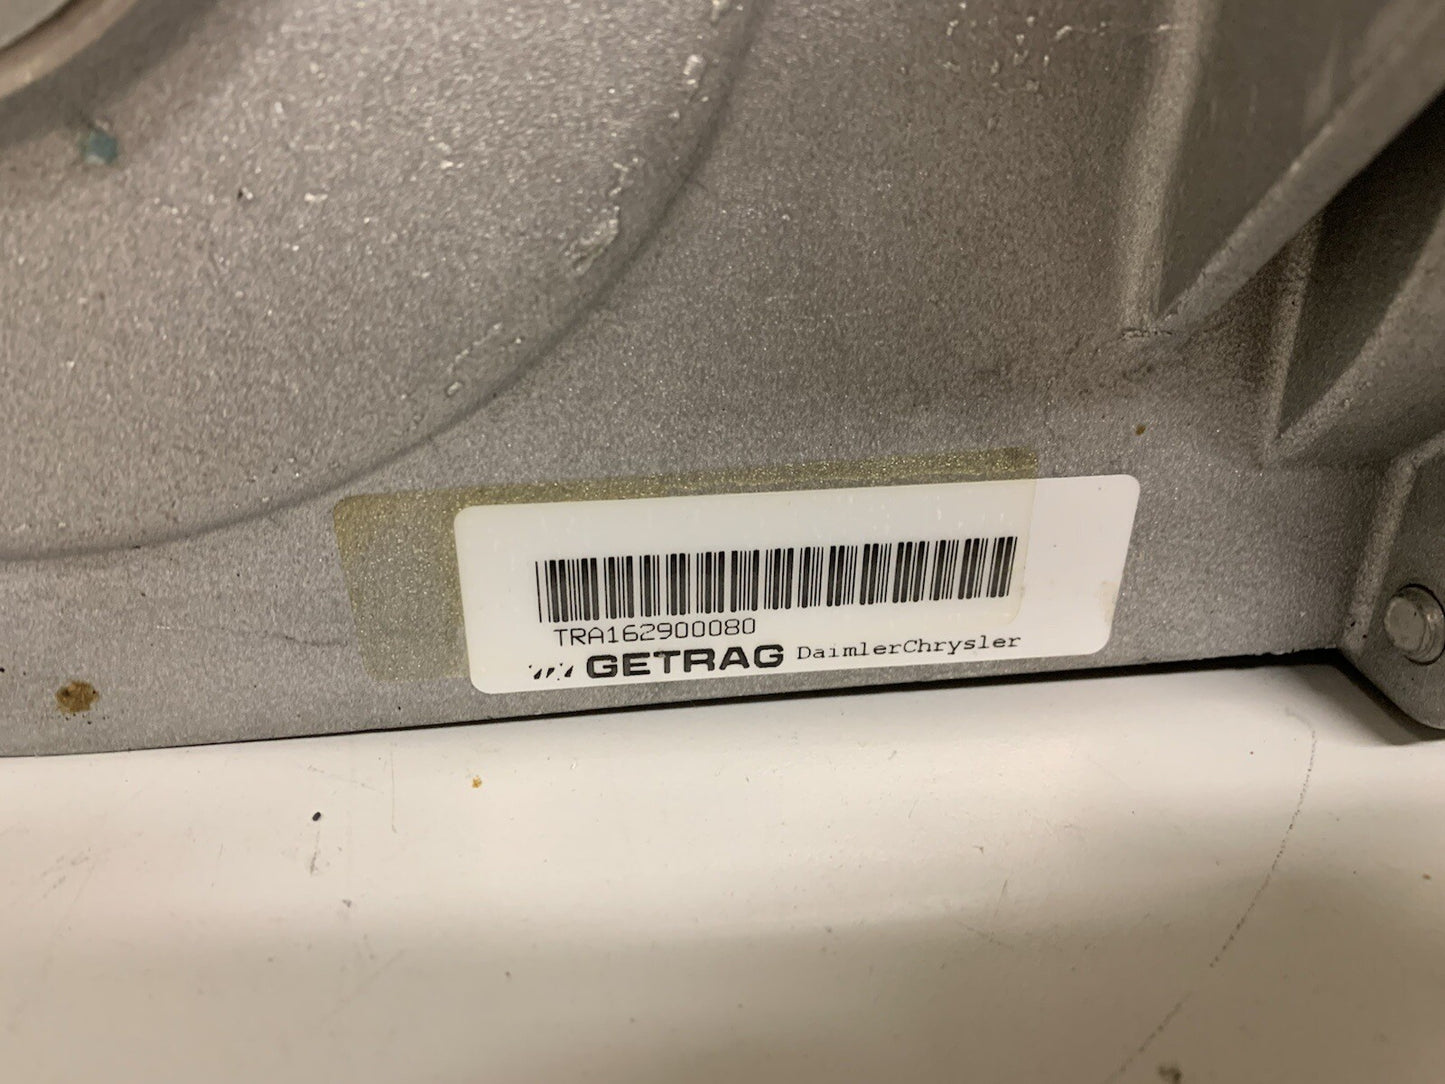 TRA162900080
GETRAG DaimlerChrysler